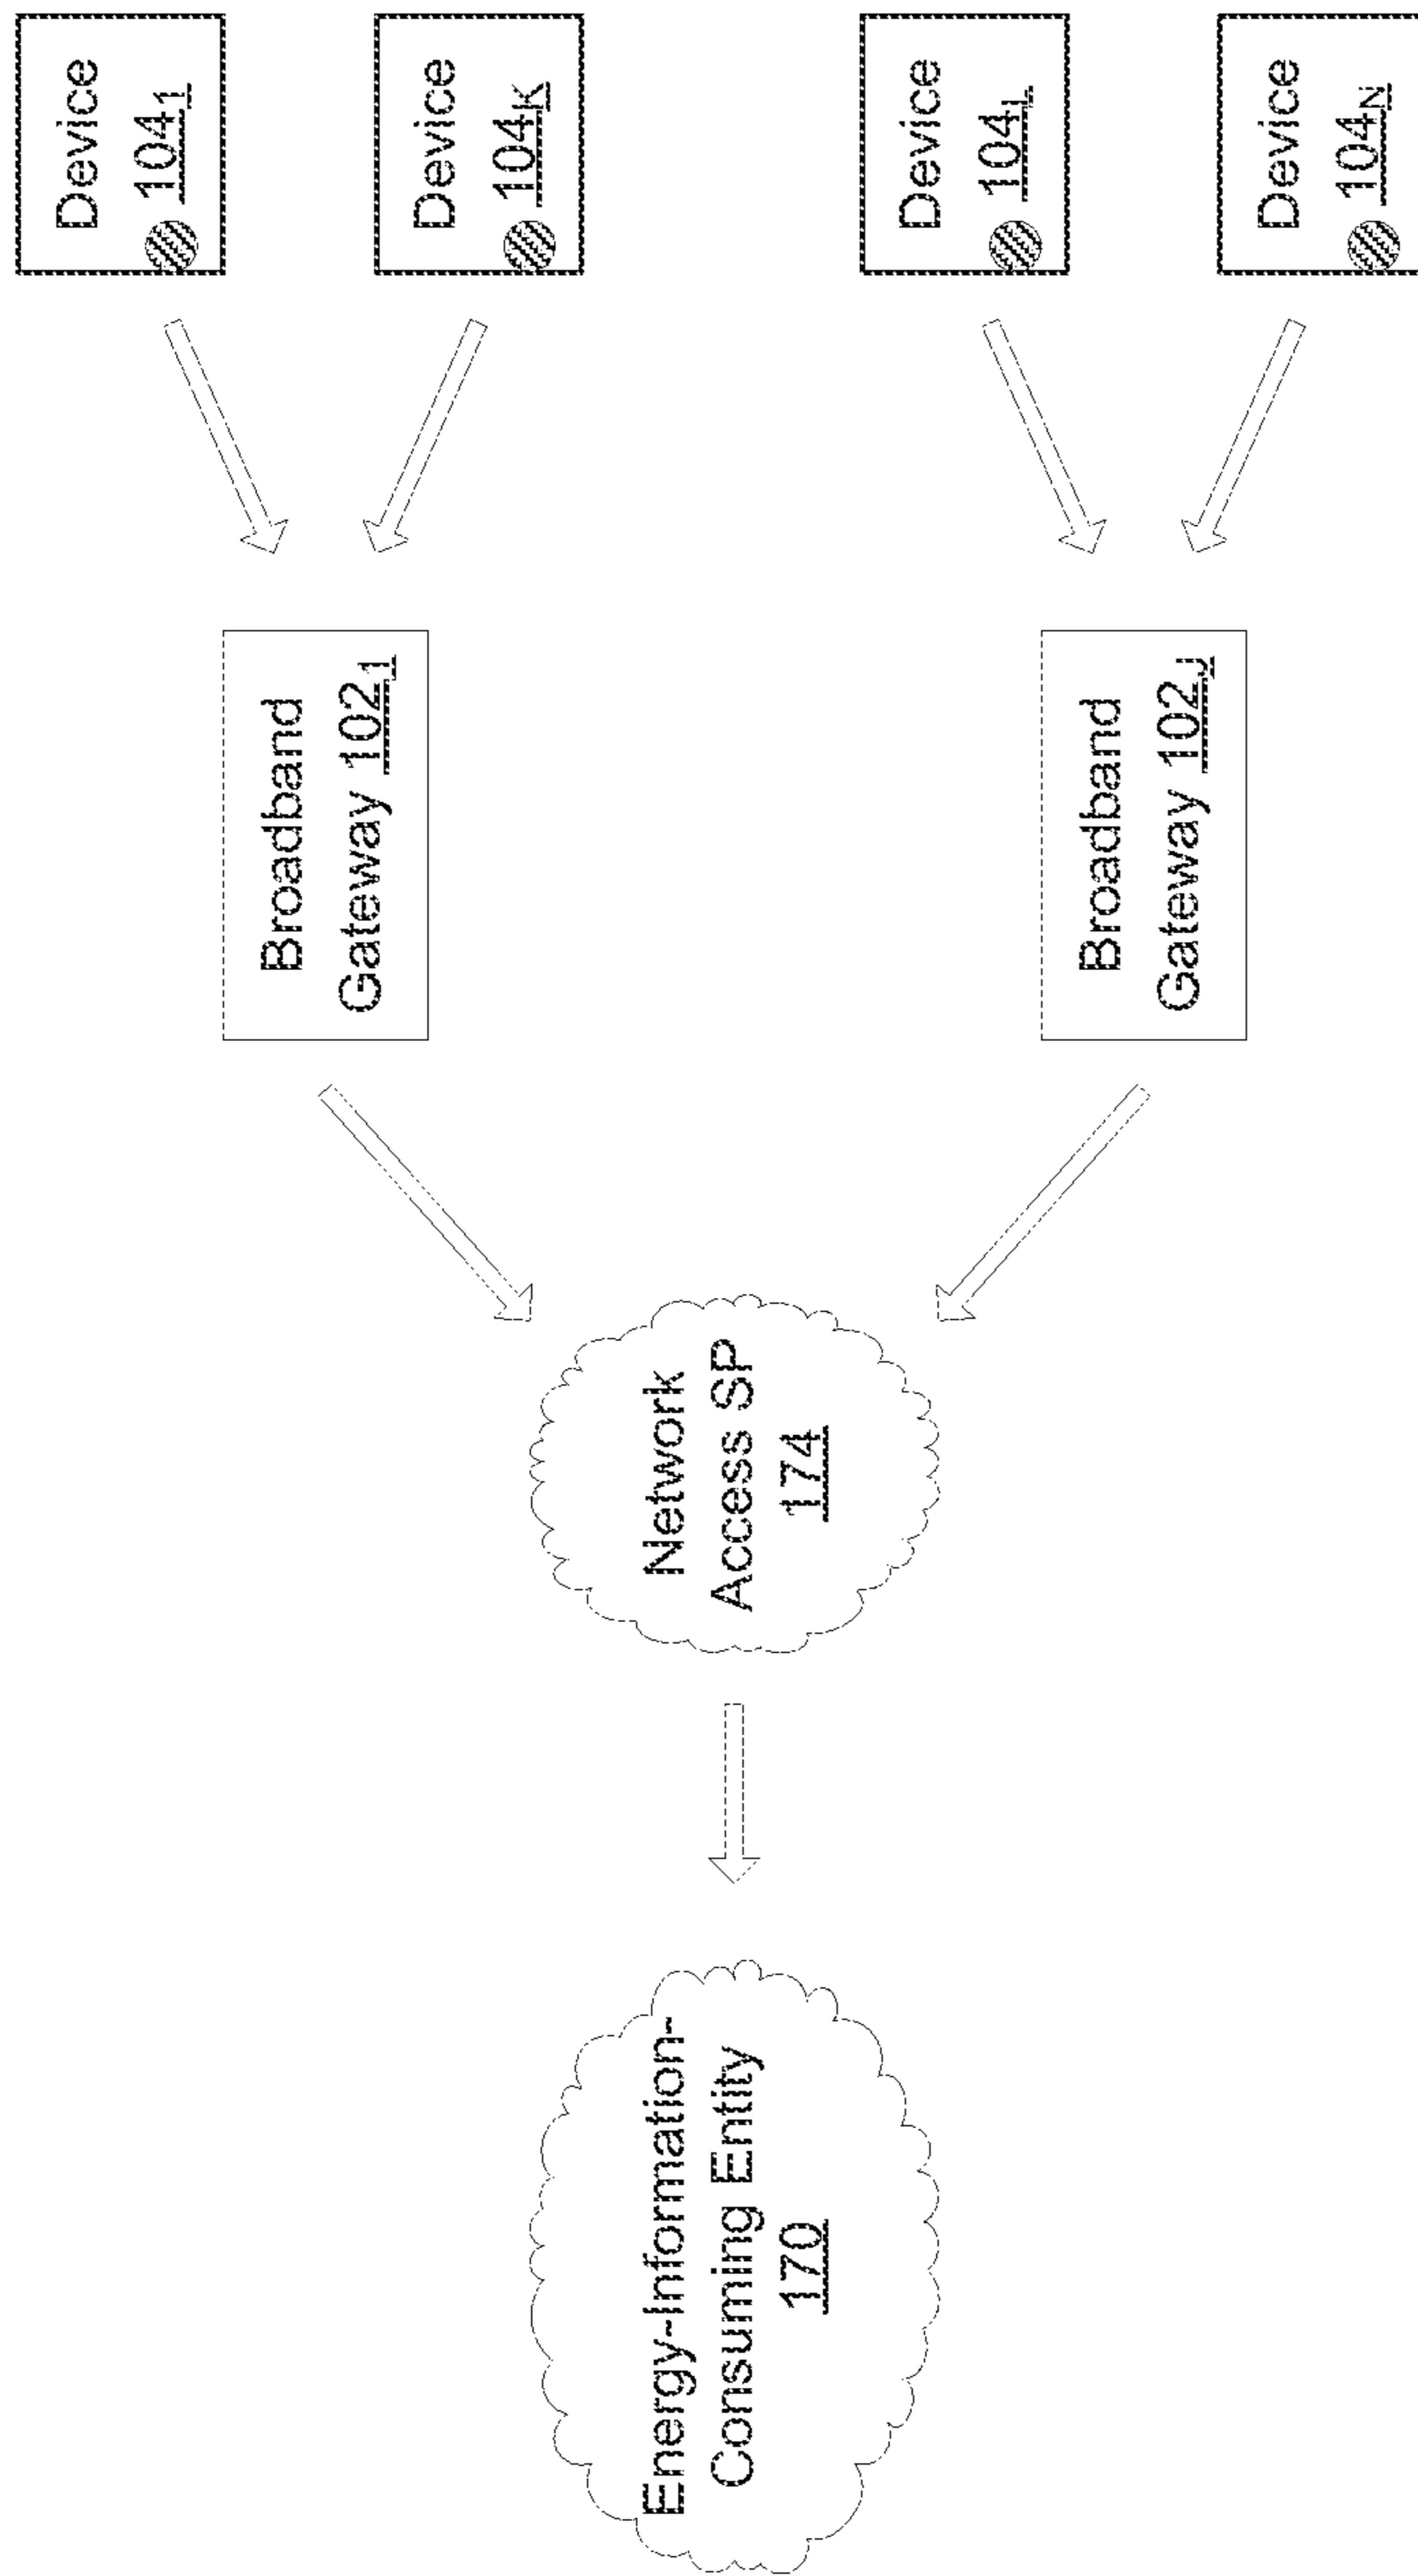 Device
104₁
Device
104K
Device
104L
Device
104N
Broadband
Gateway 102₁
Broadband
Gateway 102J
Network
Access SP
174
Energy-Information-
Consuming Entity
170